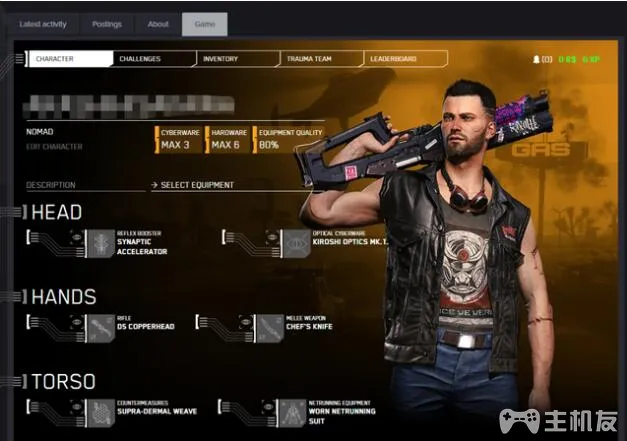 Latest activity Postings About Game
CHARACTER CHALLENGES INVENTORY TRAUMA TEAM LEADERBOARD (0) 0 E$ 0 XP
NOMAD
EDIT CHARACTER
CYBERWARE HARDWARE EQUIPMENT QUALITY
MAX 3 MAX 6 80%
GAS
DESCRIPTION → SELECT EQUIPMENT
HEAD
REFLEX BOOSTER OPTICAL CYBERWARE
SYNAPTIC KIROSHI OPTICS MK.1.
ACCELERATOR
HANDS
RIFLE MELEE WEAPON
D5 COPPERHEAD CHEF'S KNIFE
TORSO
COUNTERMEASURES NETRUNNING EQUIPMENT
SUPRA-DERMAL WEAVE WORN NETRUNNING
SUIT
主机友